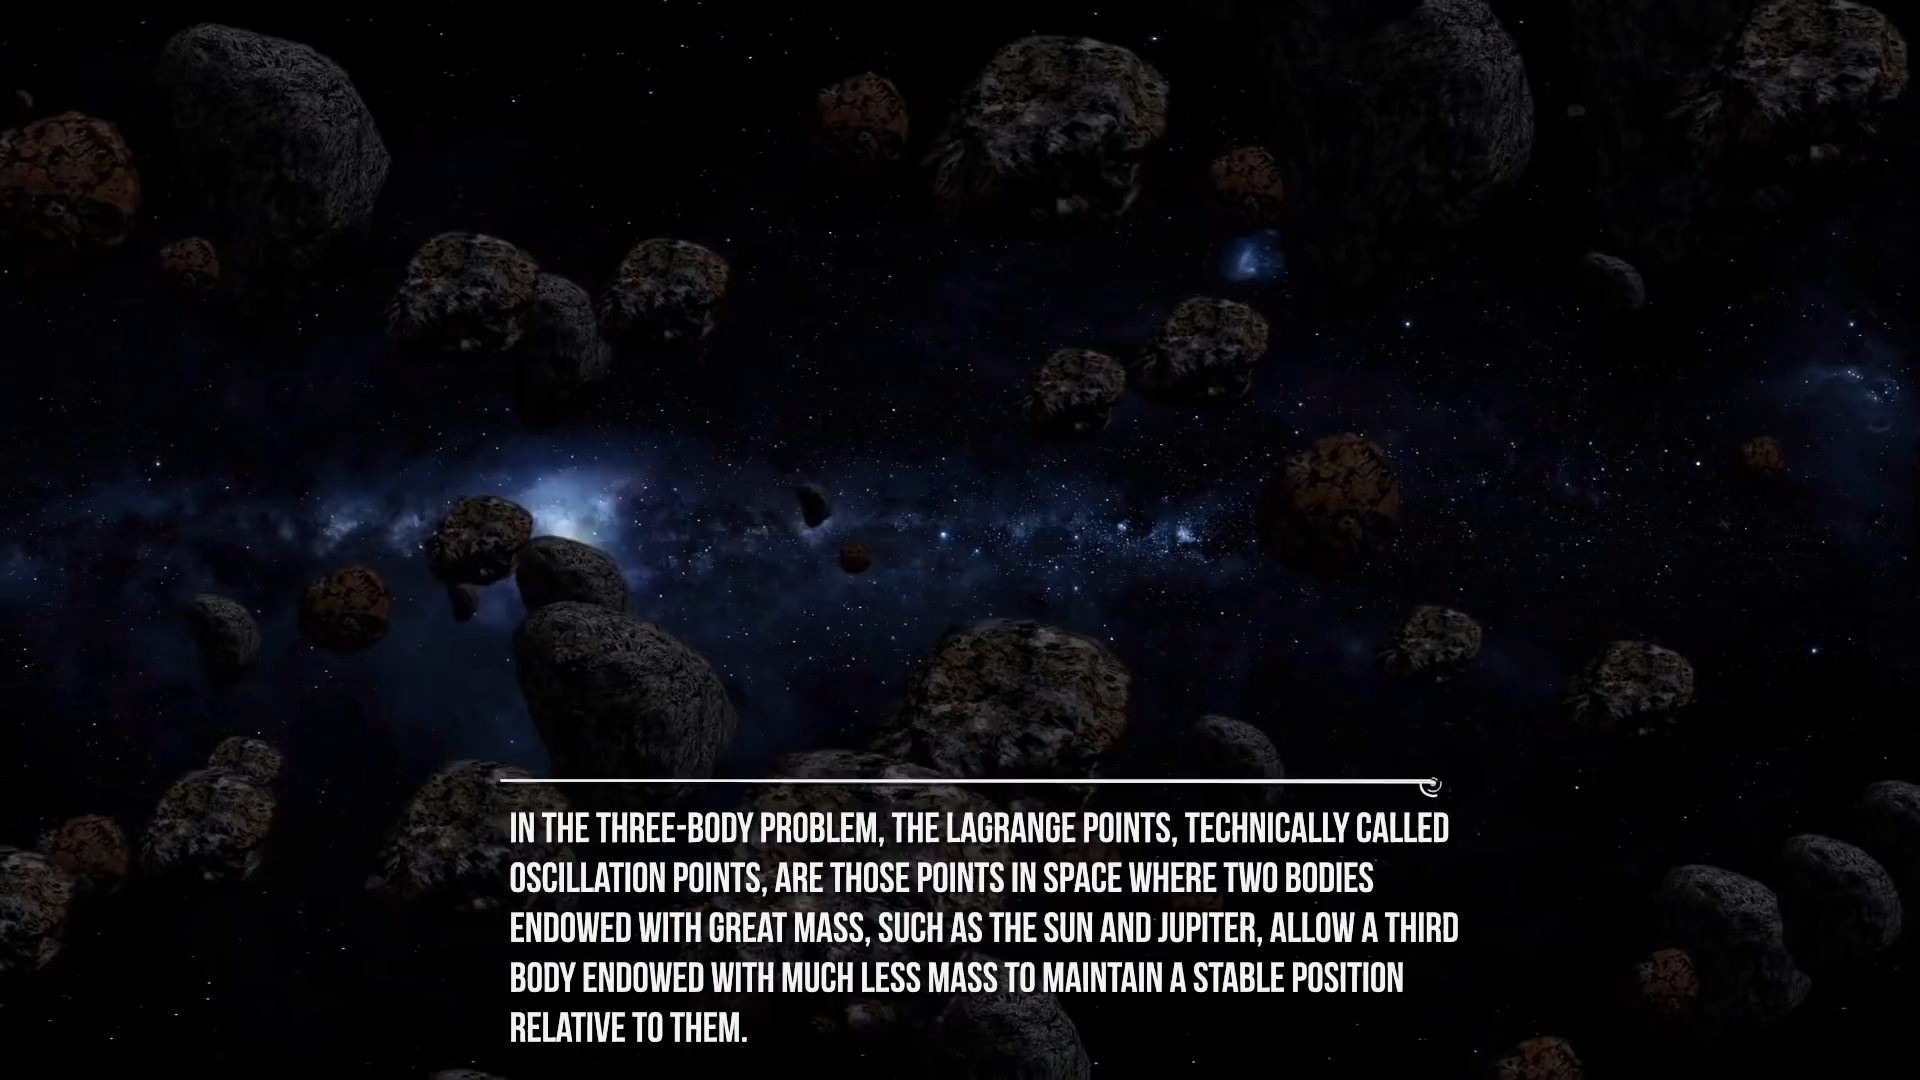 IN THE THREE-BODY PROBLEM, THE LAGRANGE POINTS, TECHNICALLY CALLED
OSCILLATION POINTS, ARE THOSE POINTS IN SPACE WHERE TWO BODIES
ENDOWED WITH GREAT MASS, SUCH AS THE SUN AND JUPITER, ALLOW A THIRD
BODY ENDOWED WITH MUCH LESS MASS TO MAINTAIN A STABLE POSITION
RELATIVE TO THEM.